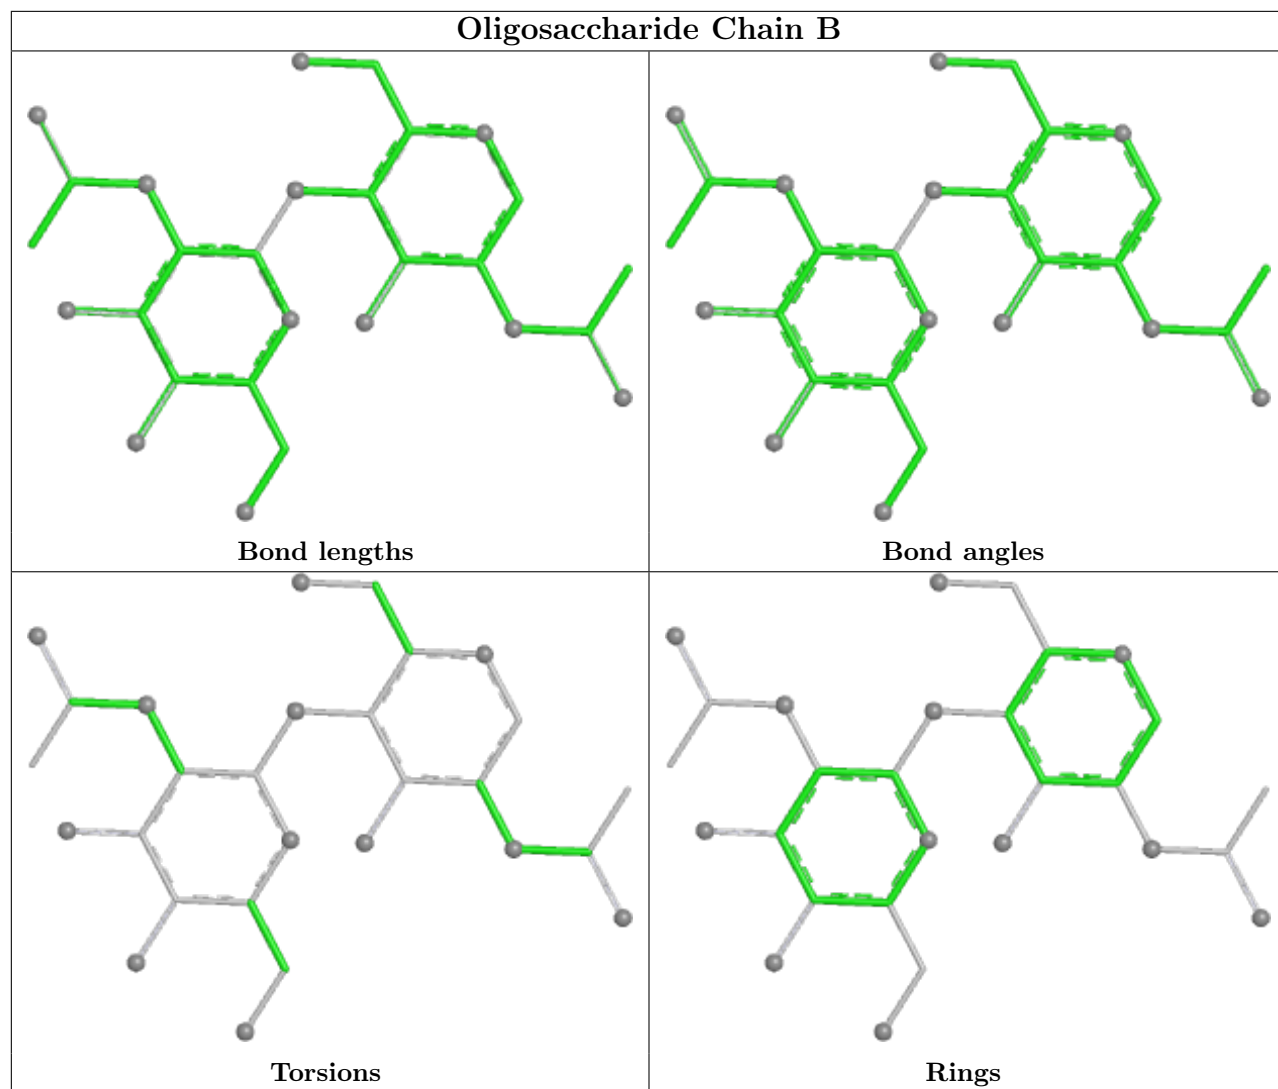 Oligosaccharide Chain B
Bond lengths
Bond angles
Torsions
Rings